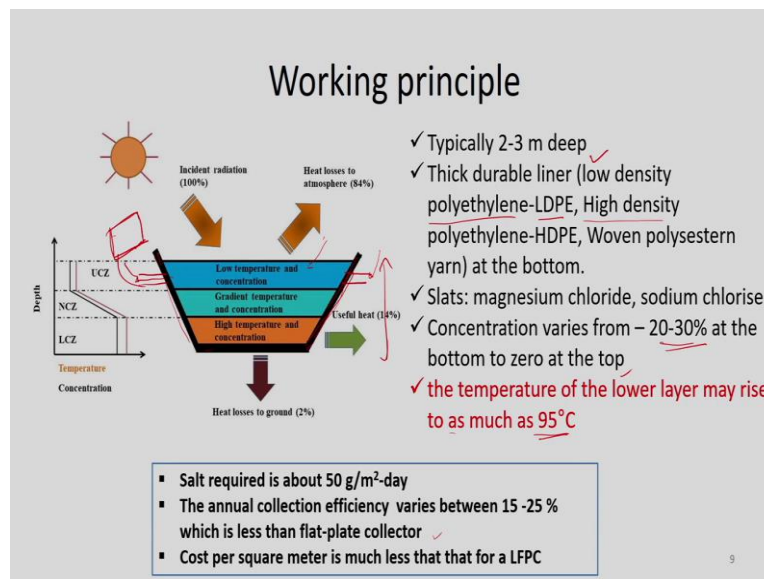 Working principle
Incident radiation
(100%)
Heat losses to
atmosphere (84%)
Depth
UCZ
NCZ
LCZ
Temperature
Concentration
Low temperature and
concentration
Gradient temperature
and concentration
High temperature and
concentration
Useful heat (14%)
Heat losses to ground (2%)
✓ Typically 2-3 m deep
✓ Thick durable liner (low density
polyethylene-LDPE, High density
polyethylene-HDPE, Woven polysestern
yarn) at the bottom.
✓ Slats: magnesium chloride, sodium chlorise
✓ Concentration varies from – 20-30% at the
bottom to zero at the top
✓ the temperature of the lower layer may rise
to as much as 95°C
▪ Salt required is about 50 g/m²-day
▪ The annual collection efficiency varies between 15 -25 %
which is less than flat-plate collector
▪ Cost per square meter is much less that that for a LFPC
9